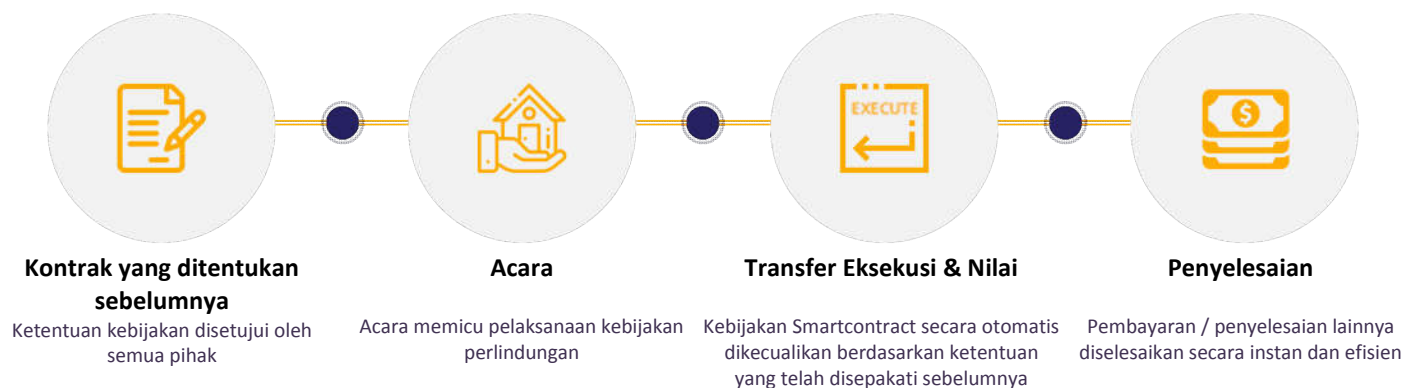 EXECUTE
$
Kontrak yang ditentukan
sebelumnya
Ketentuan kebijakan disetujui oleh
semua pihak
Acara
Acara memicu pelaksanaan kebijakan
perlindungan
Transfer Eksekusi & Nilai
Kebijakan Smartcontract secara otomatis
dikecualikan berdasarkan ketentuan
yang telah disepakati sebelumnya
Penyelesaian
Pembayaran / penyelesaian lainnya
diselesaikan secara instan dan efisien